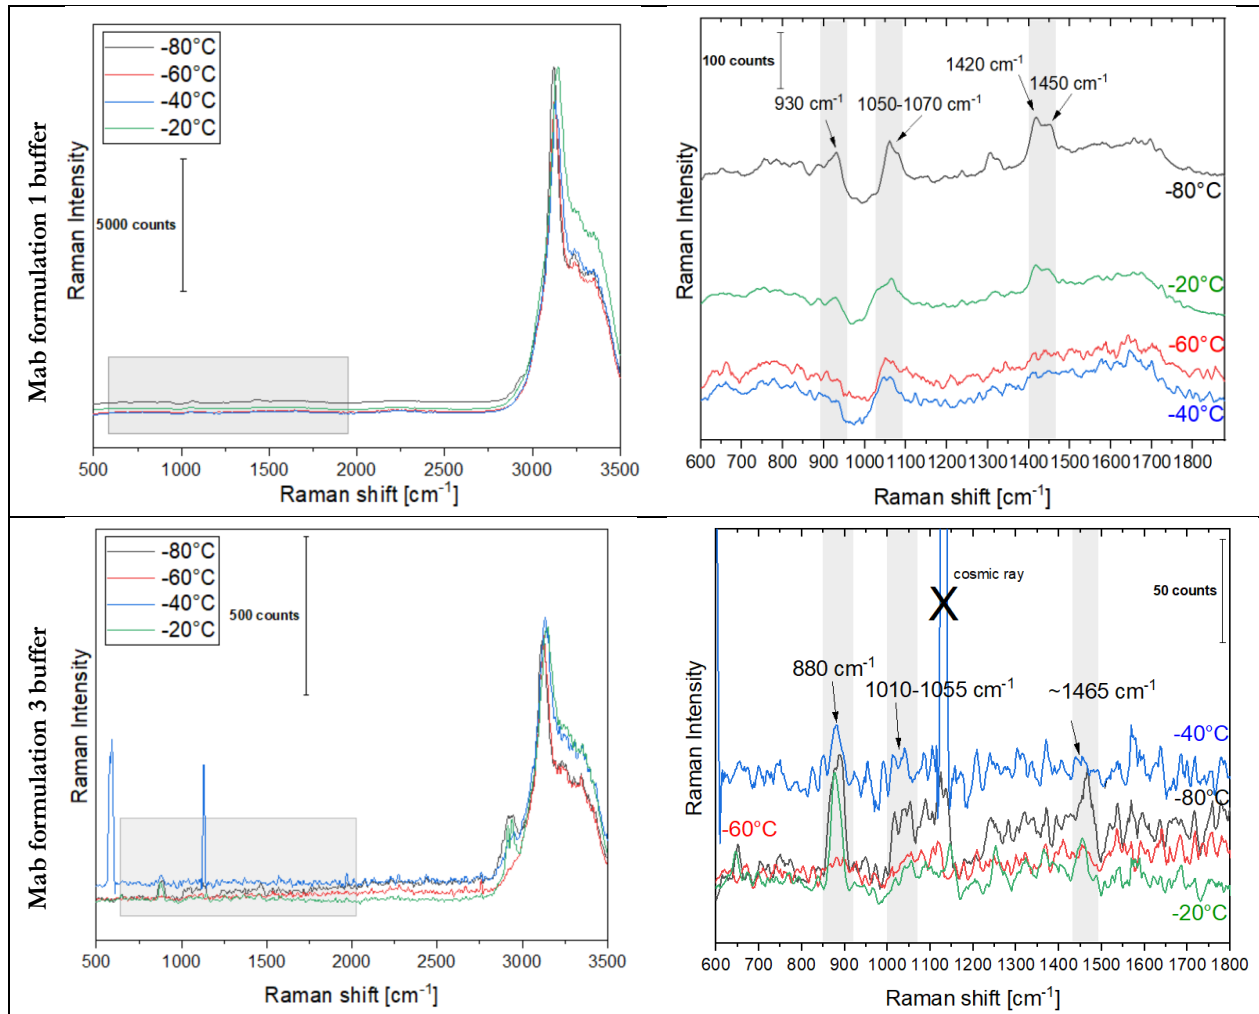 Mab formulation 1 buffer
-80°C
-60°C
-40°C
-20°C
5000 counts
Raman Intensity
500 1000 1500 2000 2500 3000 3500
Raman shift [cm-1]
100 counts
1420 cm-1
1450 cm-1
930 cm-1
1050-1070 cm-1
-80°C
-20°C
-60°C
-40°C
Raman Intensity
600 700 800 900 1000 1100 1200 1300 1400 1500 1600 1700 1800
Raman shift [cm-1]
Mab formulation 3 buffer
-80°C
-60°C
-40°C
-20°C
500 counts
Raman Intensity
500 1000 1500 2000 2500 3000 3500
Raman shift [cm-1]
cosmic ray
X
50 counts
880 cm-1
1010-1055 cm-1
~1465 cm-1
-40°C
-80°C
-60°C
-20°C
Raman Intensity
600 700 800 900 1000 1100 1200 1300 1400 1500 1600 1700 1800
Raman shift [cm-1]